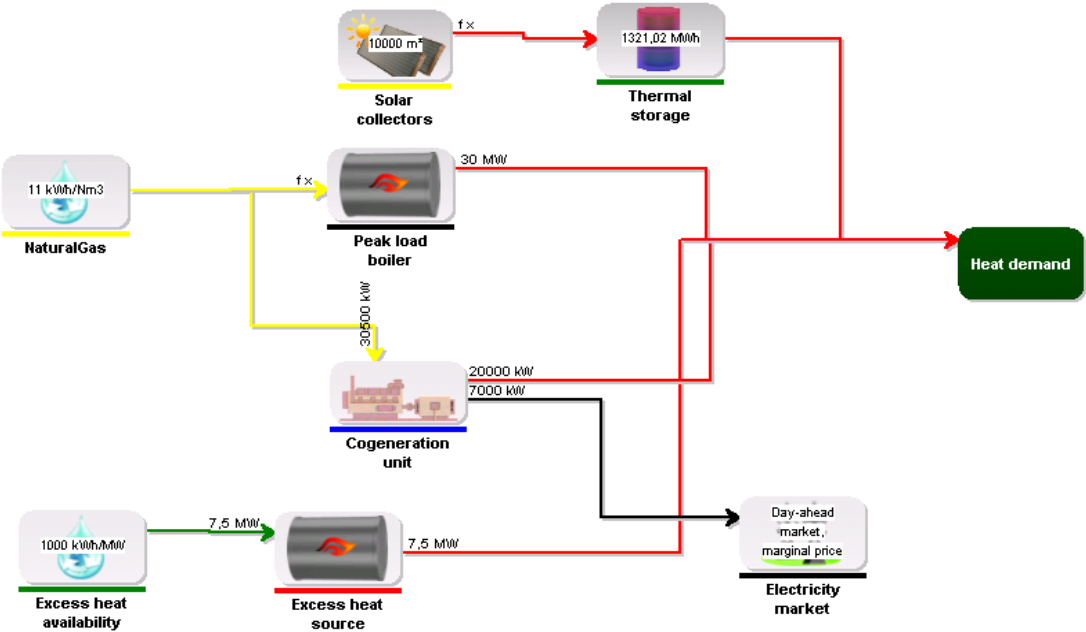 f x
10000 m²
Solar
collectors
1321,02 MWh
Thermal
storage
11 kWh/Nm3
NaturalGas
f x
30 MW
Peak load
boiler
Heat demand
30500 kW
20000 kW
7000 kW
Cogeneration
unit
7,5 MW
1000 kWh/MW
Excess heat
availability
7,5 MW
Excess heat
source
Day-ahead
market,
marginal price
Electricity
market